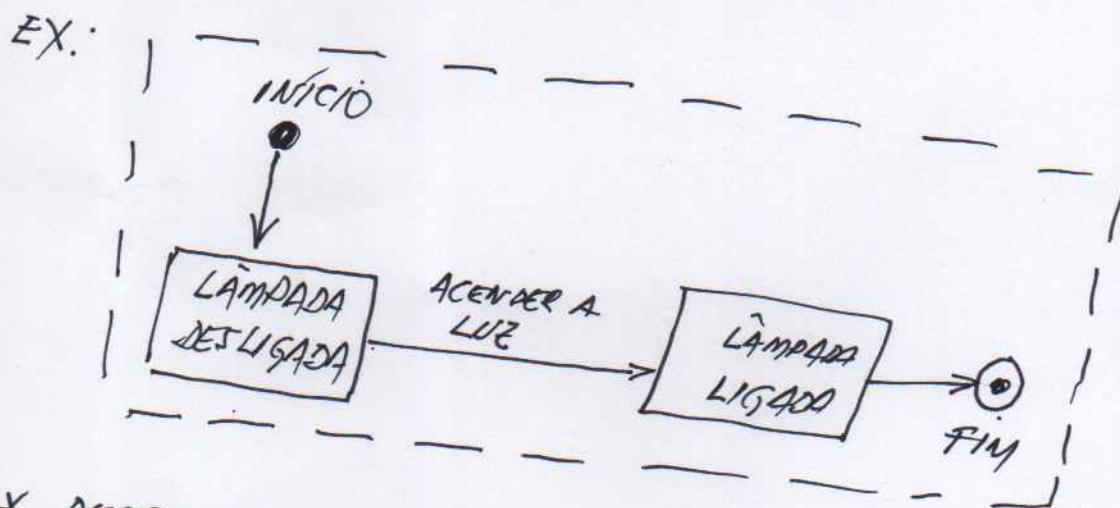 EX.:
INÍCIO
LÂMPADA
DESLIGADA
ACENDER A
LUZ
LÂMPADA
LIGADA
FIM